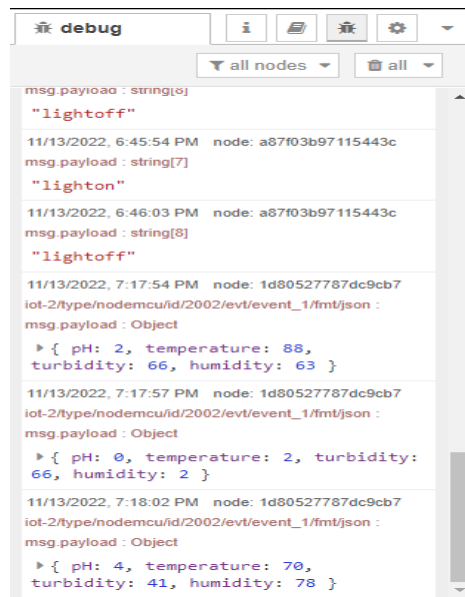 debug
i
all nodes
all
msg.payload : string[8]
"lightoff"
11/13/2022, 6:45:54 PM node: a87f03b97115443c
msg.payload : string[7]
"lighton"
11/13/2022, 6:46:03 PM node: a87f03b97115443c
msg.payload : string[8]
"lightoff"
11/13/2022, 7:17:54 PM node: 1d80527787dc9cb7
iot-2/type/nodemcu/id/2002/evt/event_1/fmt/json :
msg.payload : Object
{ pH: 2, temperature: 88,
turbidity: 66, humidity: 63 }
11/13/2022, 7:17:57 PM node: 1d80527787dc9cb7
iot-2/type/nodemcu/id/2002/evt/event_1/fmt/json :
msg.payload : Object
{ pH: 0, temperature: 2, turbidity:
66, humidity: 2 }
11/13/2022, 7:18:02 PM node: 1d80527787dc9cb7
iot-2/type/nodemcu/id/2002/evt/event_1/fmt/json :
msg.payload : Object
{ pH: 4, temperature: 70,
turbidity: 41, humidity: 78 }